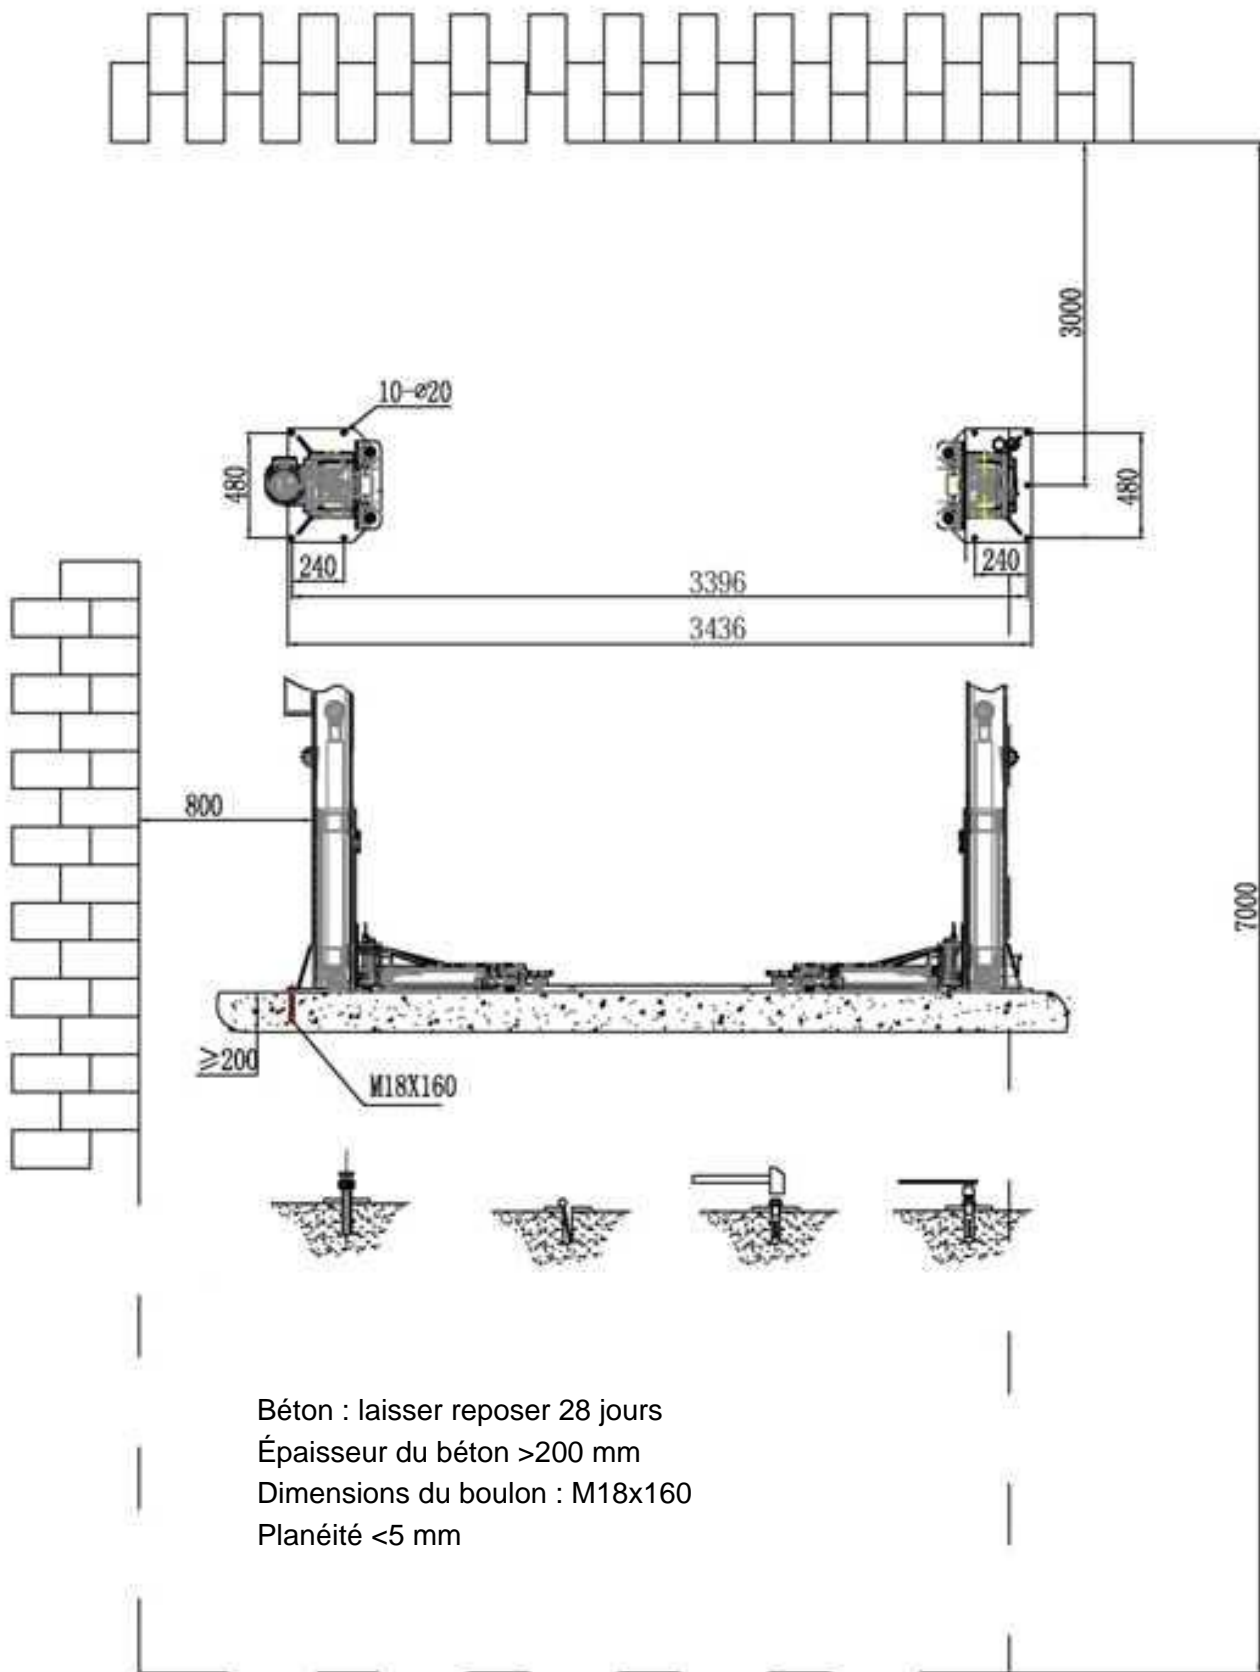 3000
10-⌀20
480
480
240
240
3396
3436
800
7000
≥200
M18X160
Béton : laisser reposer 28 jours
Épaisseur du béton >200 mm
Dimensions du boulon : M18x160
Planéité <5 mm